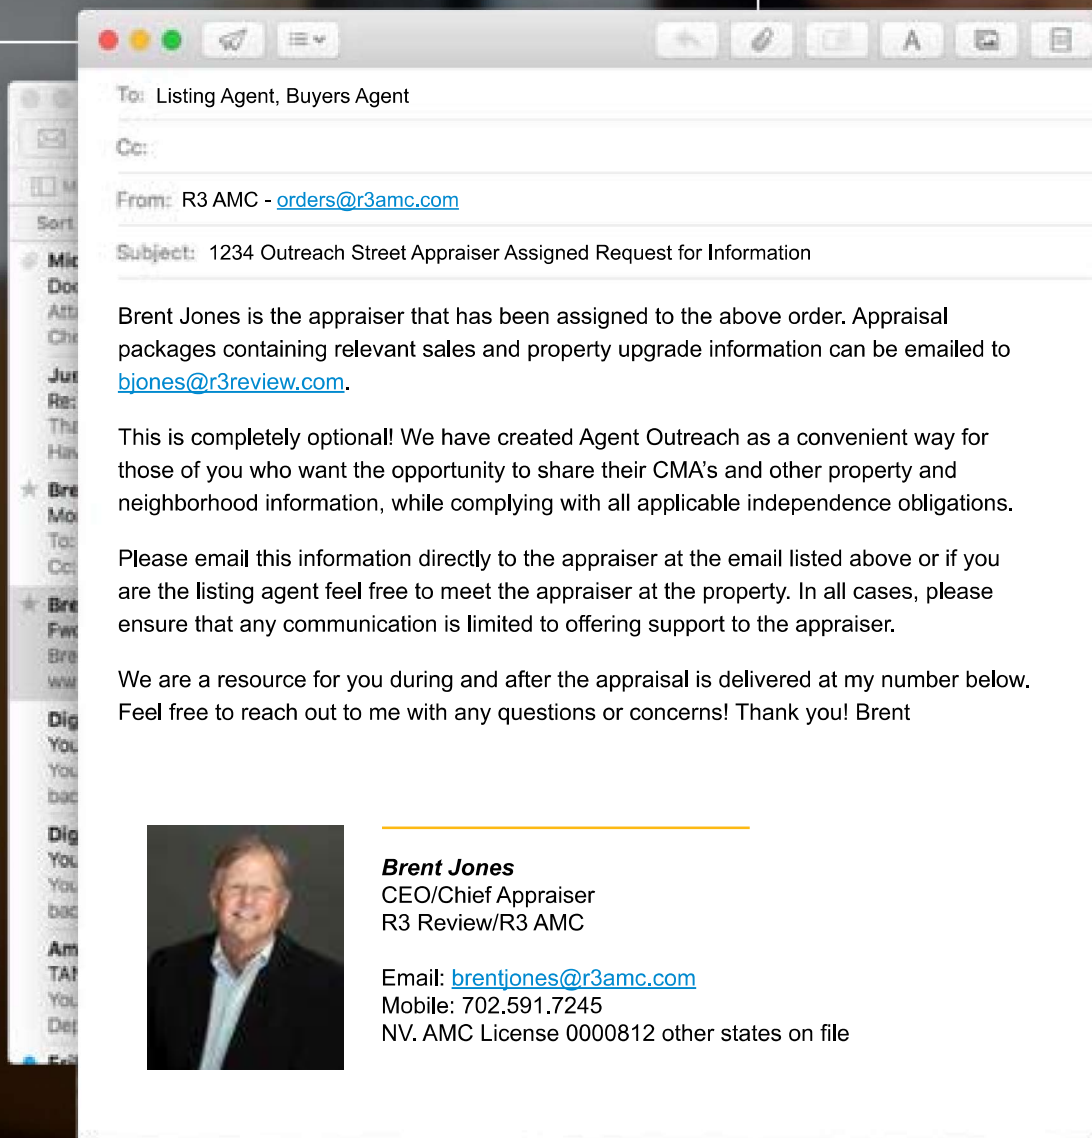 To: Listing Agent, Buyers Agent
Cc:
From: R3 AMC - orders@r3amc.com
Subject: 1234 Outreach Street Appraiser Assigned Request for Information
Brent Jones is the appraiser that has been assigned to the above order. Appraisal
packages containing relevant sales and property upgrade information can be emailed to
bjones@r3review.com.
This is completely optional! We have created Agent Outreach as a convenient way for
those of you who want the opportunity to share their CMA's and other property and
neighborhood information, while complying with all applicable independence obligations.
Please email this information directly to the appraiser at the email listed above or if you
are the listing agent feel free to meet the appraiser at the property. In all cases, please
ensure that any communication is limited to offering support to the appraiser.
We are a resource for you during and after the appraisal is delivered at my number below.
Feel free to reach out to me with any questions or concerns! Thank you! Brent
Brent Jones
CEO/Chief Appraiser
R3 Review/R3 AMC
Email: brentjones@r3amc.com
Mobile: 702.591.7245
NV. AMC License 0000812 other states on file
A
Sort
Re:
To:
Cc:
You
You
You
You
You